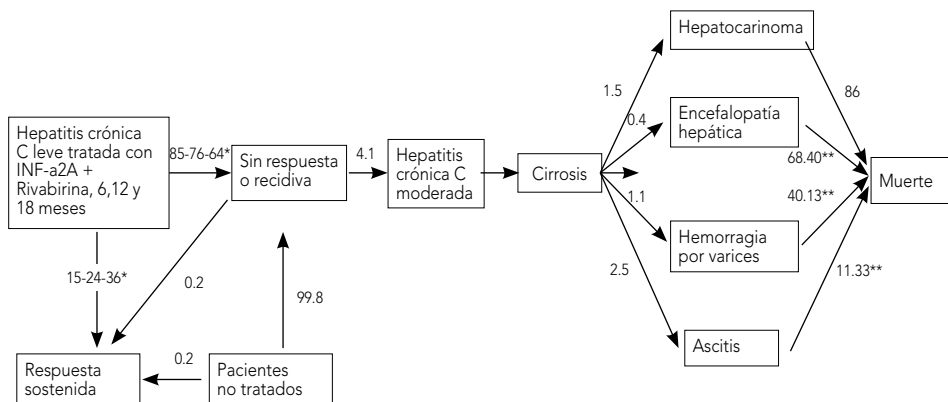 Hepatitis crónica
C leve tratada con
INF-a2A +
Rivabirina, 6,12 y
18 meses
85-76-64*
Sin respuesta
o recidiva
4.1
Hepatitis
crónica C
moderada
Cirrosis
1.5
Hepatocarinoma
86
0.4
Encefalopatía
hepática
68.40**
1.1
Hemorragia
por varices
40.13**
2.5
Ascitis
11.33**
Muerte
15-24-36*
0.2
99.8
Respuesta
sostenida
0.2
Pacientes
no tratados